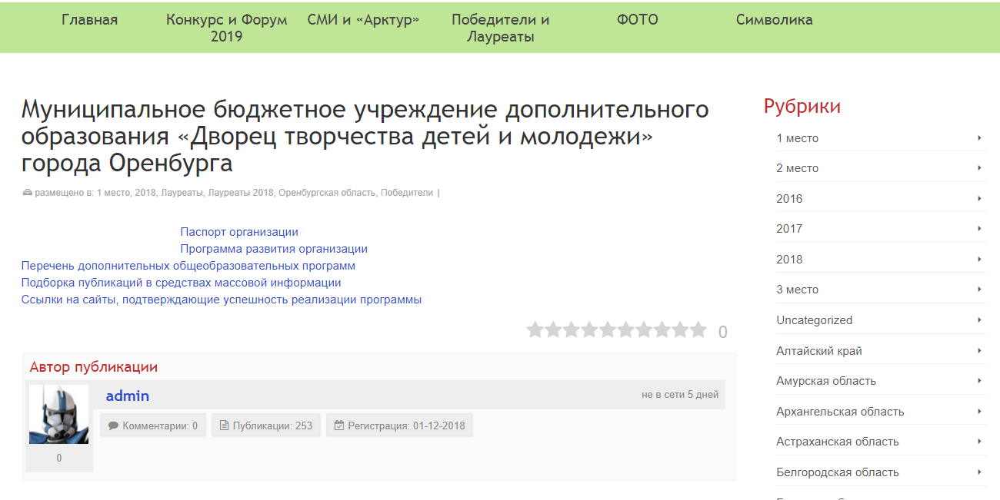 Главная
Конкурс и Форум
2019
СМИ и «Арктур»
Победители и
Лауреаты
ФОТО
Символика
Муниципальное бюджетное учреждение дополнительного
образования «Дворец творчества детей и молодежи»
города Оренбурга
размещено в: 1 место, 2018, Лауреаты, Лауреаты 2018, Оренбургская область, Победители |
Паспорт организации
Программа развития организации
Перечень дополнительных общеобразовательных программ
Подборка публикаций в средствах массовой информации
Ссылки на сайты, подтверждающие успешность реализации программы
0
Автор публикации
admin
не в сети 5 дней
Комментарии: 0
Публикации: 253
Регистрация: 01-12-2018
0
Рубрики
1 место
2 место
2016
2017
2018
3 место
Uncategorized
Алтайский край
Амурская область
Архангельская область
Астраханская область
Белгородская область